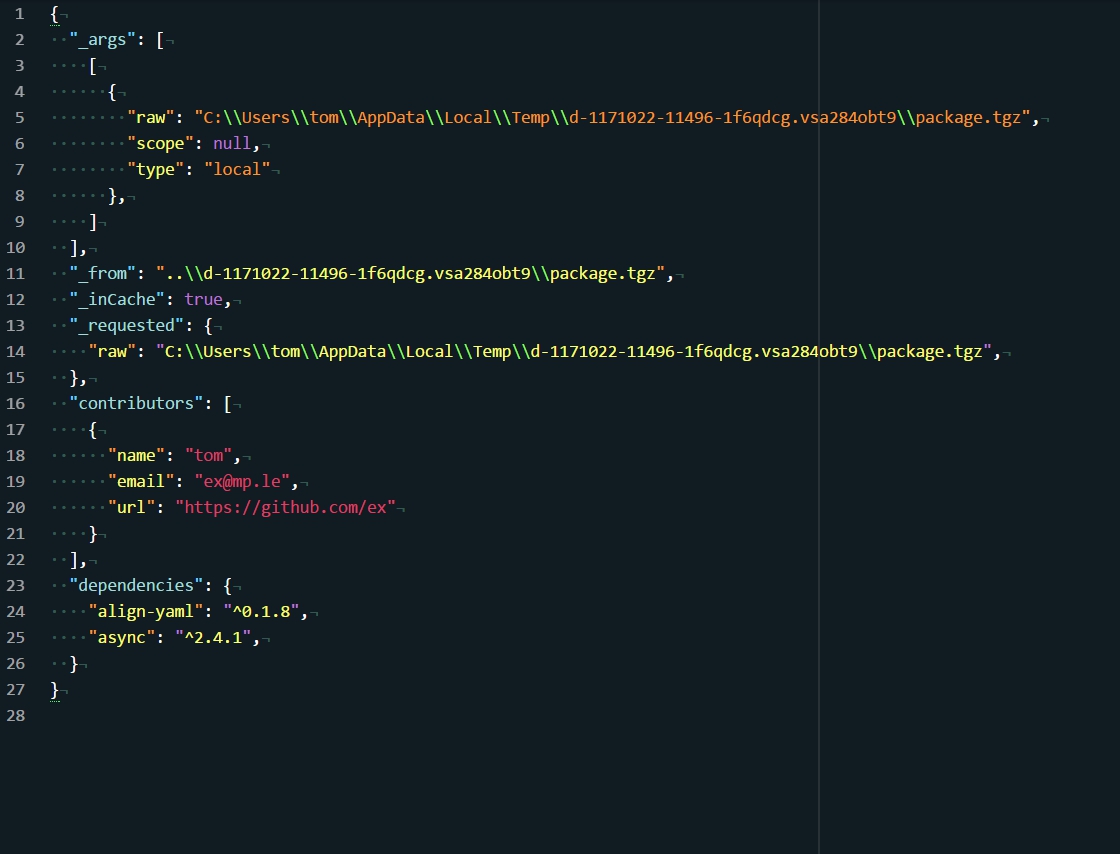 1 {¬
2 ··"_args": [¬
3 ····[¬
4 ······{¬
5 ········"raw": "C:\\Users\\tom\\AppData\\Local\\Temp\\d-1171022-11496-1f6qdcg.vsa284obt9\\package.tgz",¬
6 ········"scope": null,¬
7 ········"type": "local"¬
8 ······},¬
9 ····]¬
10 ··],¬
11 ··"_from": "..\\d-1171022-11496-1f6qdcg.vsa284obt9\\package.tgz",¬
12 ··"_inCache": true,¬
13 ··"_requested": {¬
14 ····"raw": "C:\\Users\\tom\\AppData\\Local\\Temp\\d-1171022-11496-1f6qdcg.vsa284obt9\\package.tgz",¬
15 ··},¬
16 ··"contributors": [¬
17 ····{¬
18 ······"name": "tom",¬
19 ······"email": "ex@mp.le",¬
20 ······"url": "https://github.com/ex"¬
21 ····}¬
22 ··],¬
23 ··"dependencies": {¬
24 ····"align-yaml": "^0.1.8",¬
25 ····"async": "^2.4.1",¬
26 ··}¬
27 }¬
28